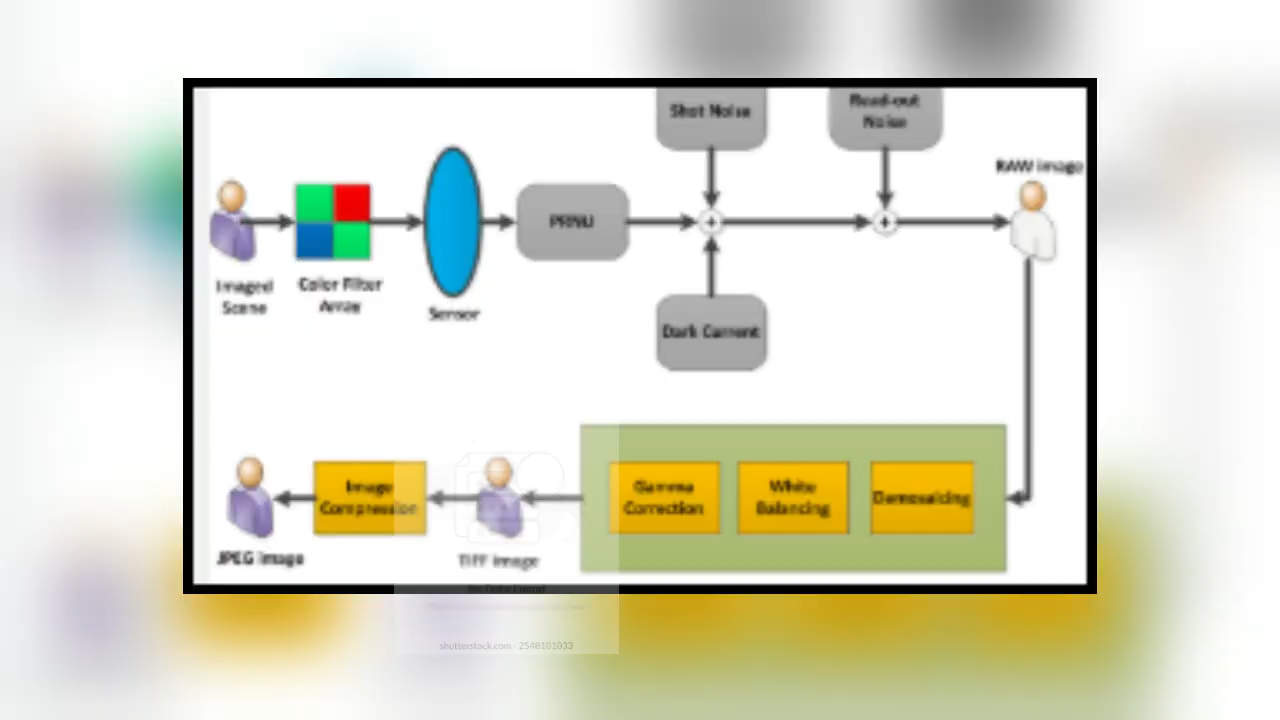 Shot Noise
Read-out
Noise
RAW image
PRNU
+
+
Imaged
Scene
Color Filter
Array
Sensor
Dark Current
Image
Compression
Gamma
Correction
White
Balancing
Demosaicing
JPEG image
TIFF image
shutterstock.com · 2548101033